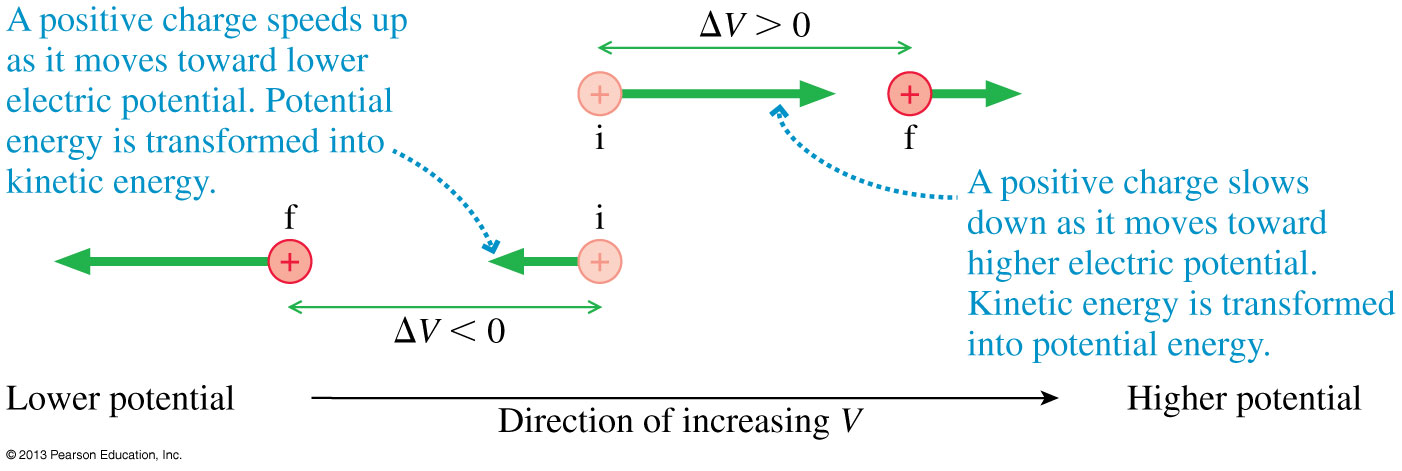 A positive charge speeds up
as it moves toward lower
electric potential. Potential
energy is transformed into
kinetic energy.
ΔV > 0
+
+
i
f
A positive charge slows
down as it moves toward
higher electric potential.
Kinetic energy is transformed
into potential energy.
f
i
+
+
ΔV < 0
Lower potential
Direction of increasing V
Higher potential
© 2013 Pearson Education, Inc.